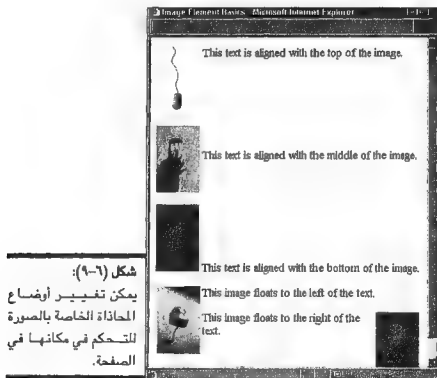 Image Element Basics - Microsoft Internet Explorer
This text is aligned with the top of the image.
This text is aligned with the middle of the image.
This text is aligned with the bottom of the image.
This image floats to the left of the text.
This image floats to the right of the
text.
شكل (٦-٩):
يمكن تغيير أوضاع
المحاذاة الخاصة بالصورة
للتحكم في مكانها في
الصفحة.